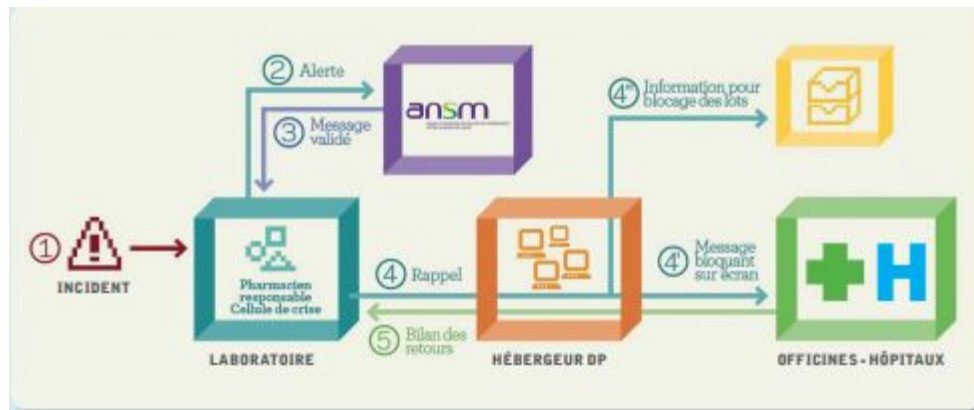 ② Alerte
ansm
③ Message
validé
4" Information pour
blocage des lots
① INCIDENT
Pharmacien
responsable
Cellule de crise
④ Rappel
4' Message
bloquant
sur écran
H
⑤ Bilan des
retours
LABORATOIRE
HÉBERGEUR DP
OFFICINES - HÔPITAUX